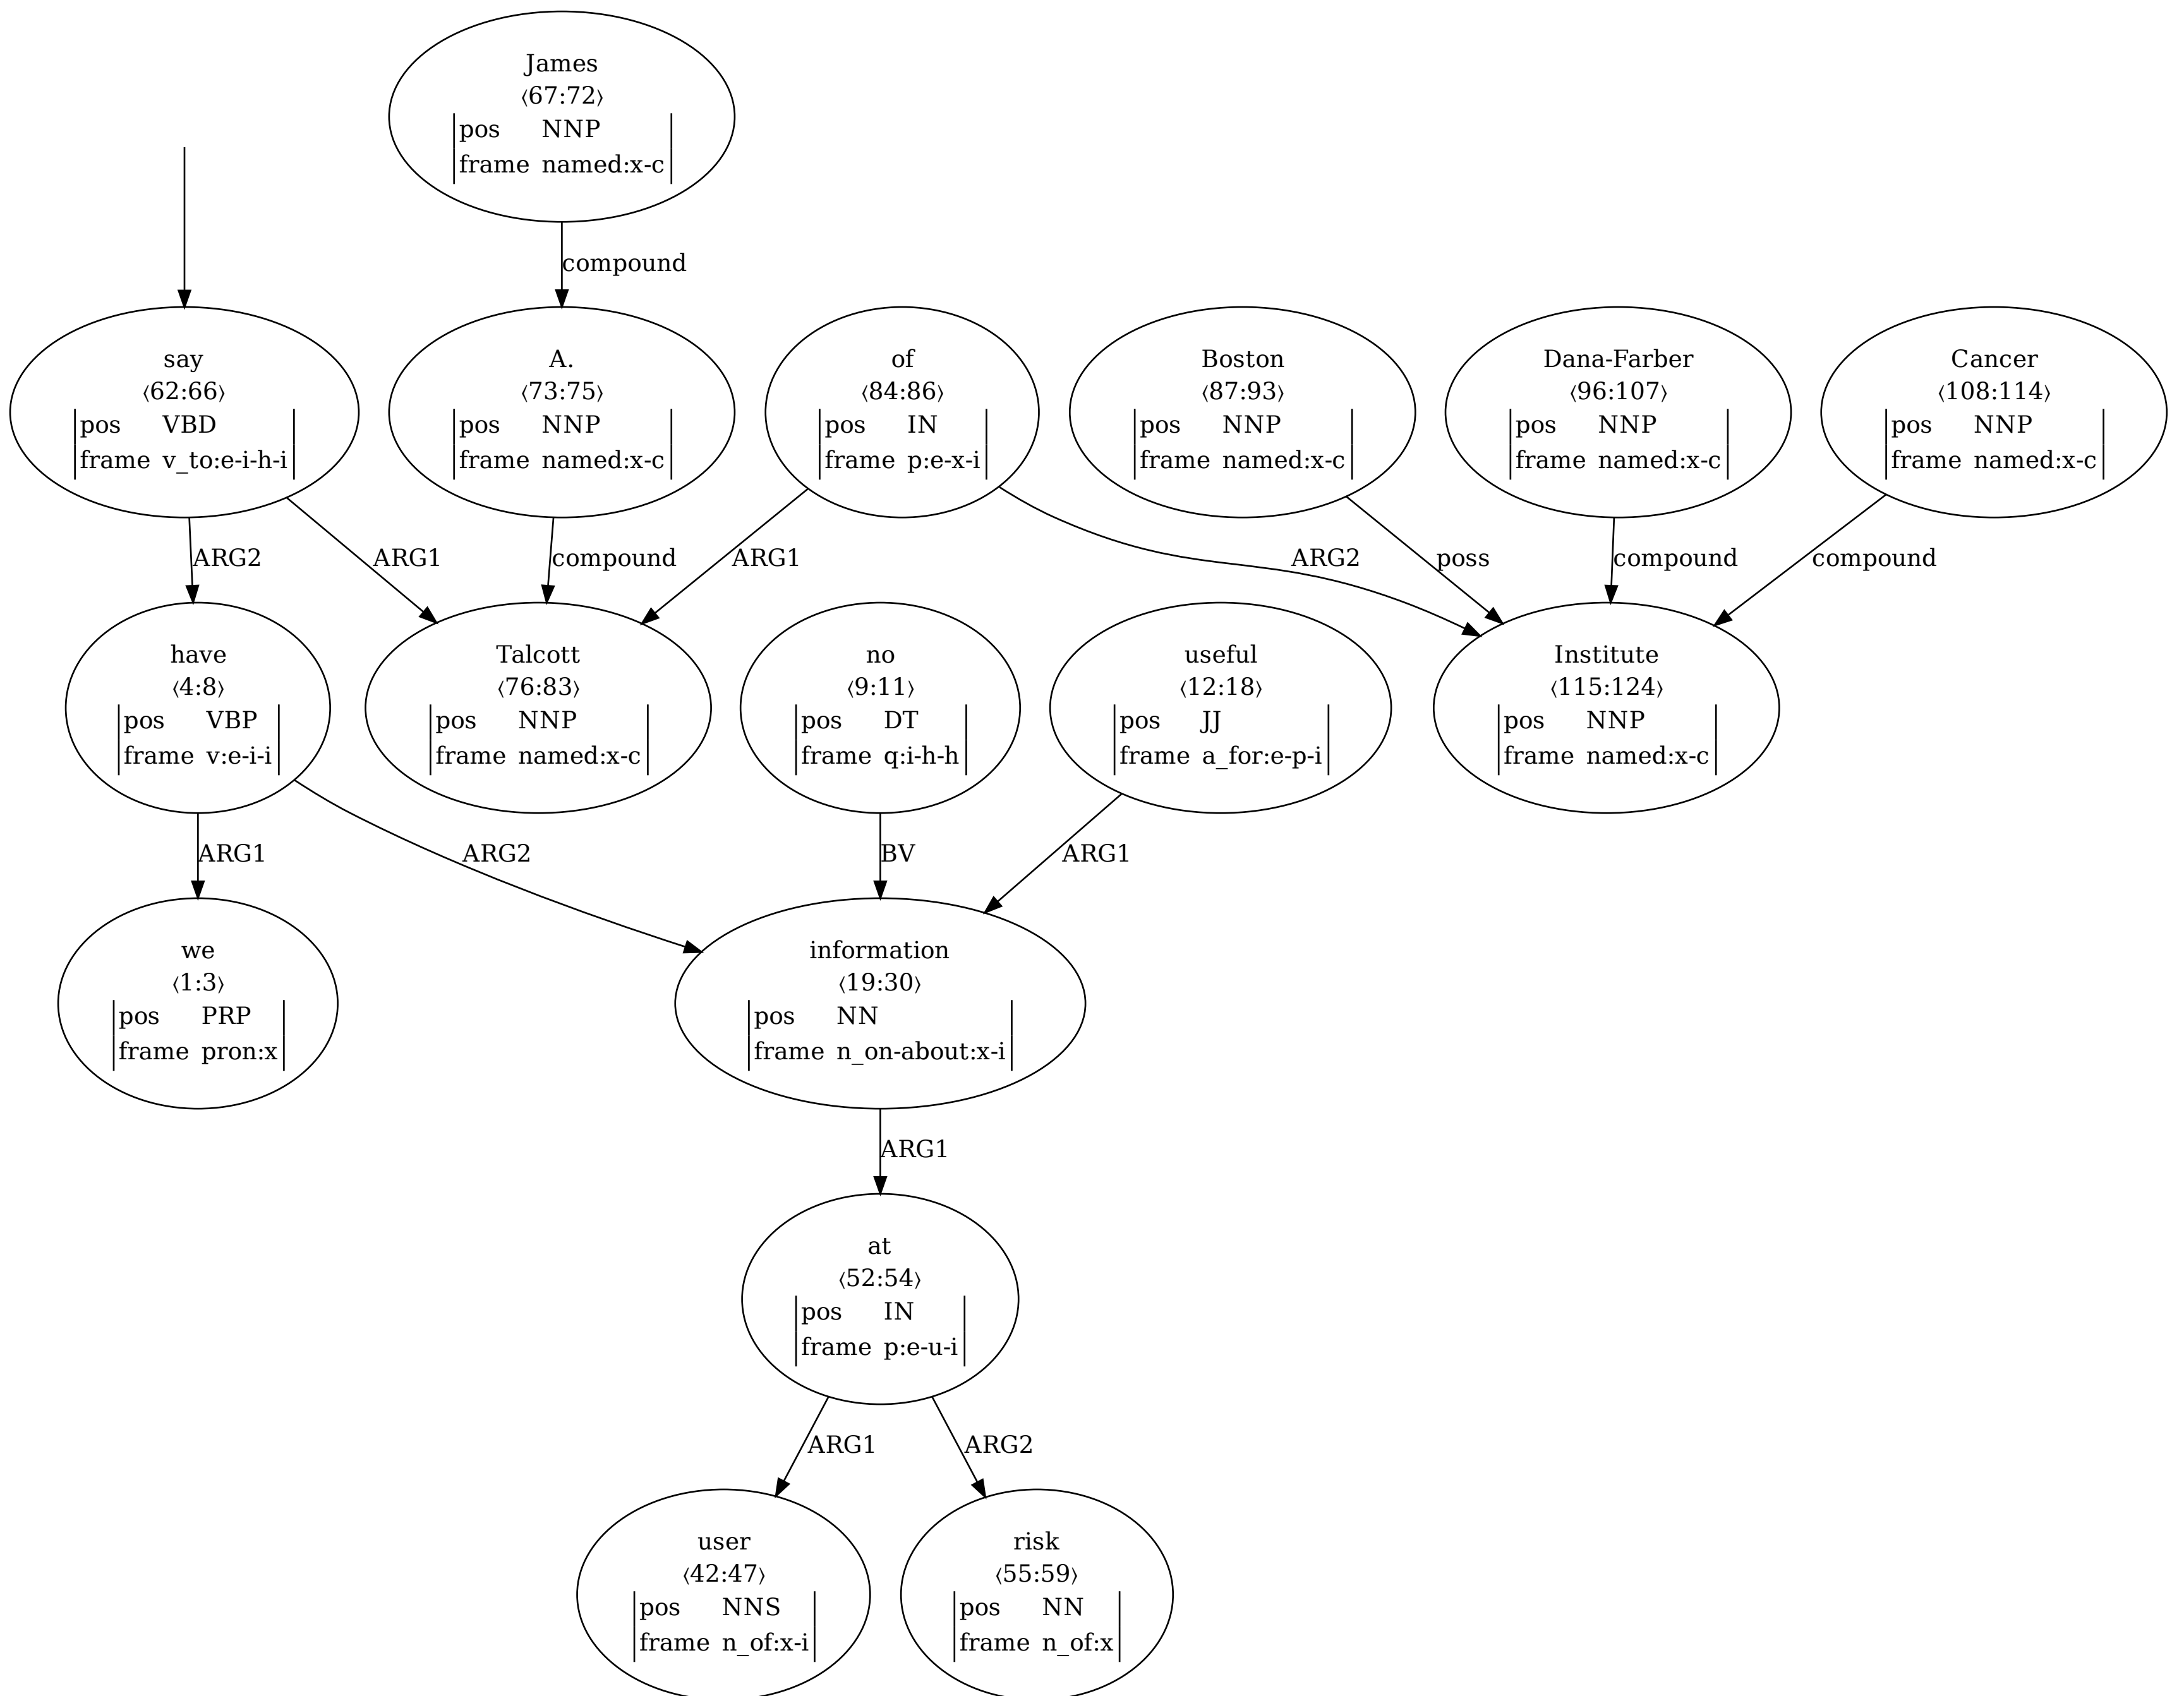 James
⟨67:72⟩
pos NNP
frame named:x-c
compound
say
⟨62:66⟩
pos VBD
frame v_to:e-i-h-i
A.
⟨73:75⟩
pos NNP
frame named:x-c
of
⟨84:86⟩
pos IN
frame p:e-x-i
Boston
⟨87:93⟩
pos NNP
frame named:x-c
Dana-Farber
⟨96:107⟩
pos NNP
frame named:x-c
Cancer
⟨108:114⟩
pos NNP
frame named:x-c
ARG2
ARG1
compound
ARG1
ARG2
poss
compound
compound
have
⟨4:8⟩
pos VBP
frame v:e-i-i
Talcott
⟨76:83⟩
pos NNP
frame named:x-c
no
⟨9:11⟩
pos DT
frame q:i-h-h
useful
⟨12:18⟩
pos JJ
frame a_for:e-p-i
Institute
⟨115:124⟩
pos NNP
frame named:x-c
ARG1
ARG2
BV
ARG1
we
⟨1:3⟩
pos PRP
frame pron:x
information
⟨19:30⟩
pos NN
frame n_on-about:x-i
ARG1
at
⟨52:54⟩
pos IN
frame p:e-u-i
ARG1
ARG2
user
⟨42:47⟩
pos NNS
frame n_of:x-i
risk
⟨55:59⟩
pos NN
frame n_of:x